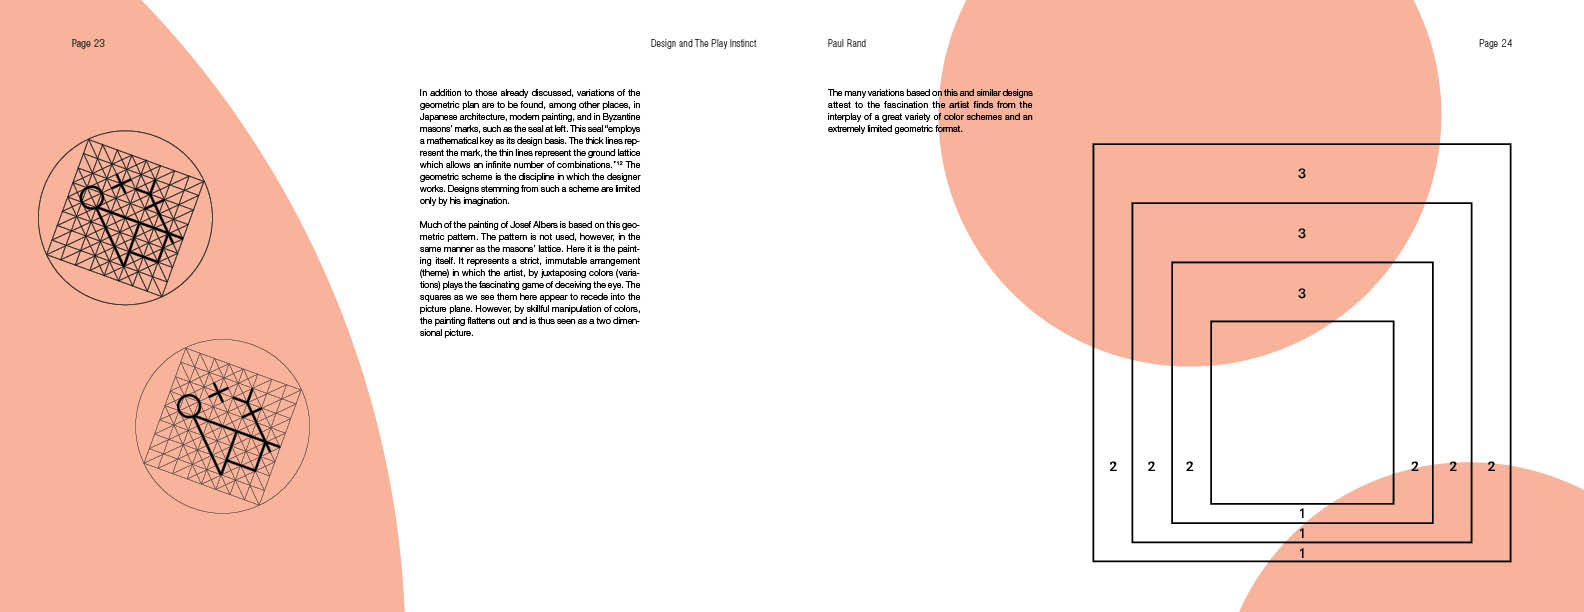 Page 23
Design and The Play Instinct
In addition to those already discussed, variations of the
geometric plan are to be found, among other places, in
Japanese architecture, modern painting, and in Byzantine
masons' marks, such as the seal at left. This seal "employs
a mathematical key as its design basis. The thick lines rep-
resent the mark, the thin lines represent the ground lattice
which allows an infinite number of combinations."12 The
geometric scheme is the discipline in which the designer
works. Designs stemming from such a scheme are limited
only by his imagination.
Much of the painting of Josef Albers is based on this geo-
metric pattern. The pattern is not used, however, in the
same manner as the masons' lattice. Here it is the paint-
ing itself. It represents a strict, immutable arrangement
(theme) in which the artist, by juxtaposing colors (varia-
tions) plays the fascinating game of deceiving the eye. The
squares as we see them here appear to recede into the
picture plane. However, by skillful manipulation of colors,
the painting flattens out and is thus seen as a two dimen-
sional picture.
Paul Rand
Page 24
The many variations based on this and similar designs
attest to the fascination the artist finds from the
interplay of a great variety of color schemes and an
extremely limited geometric format.
3
3
3
2 2 2 2 2 2
1
1
1